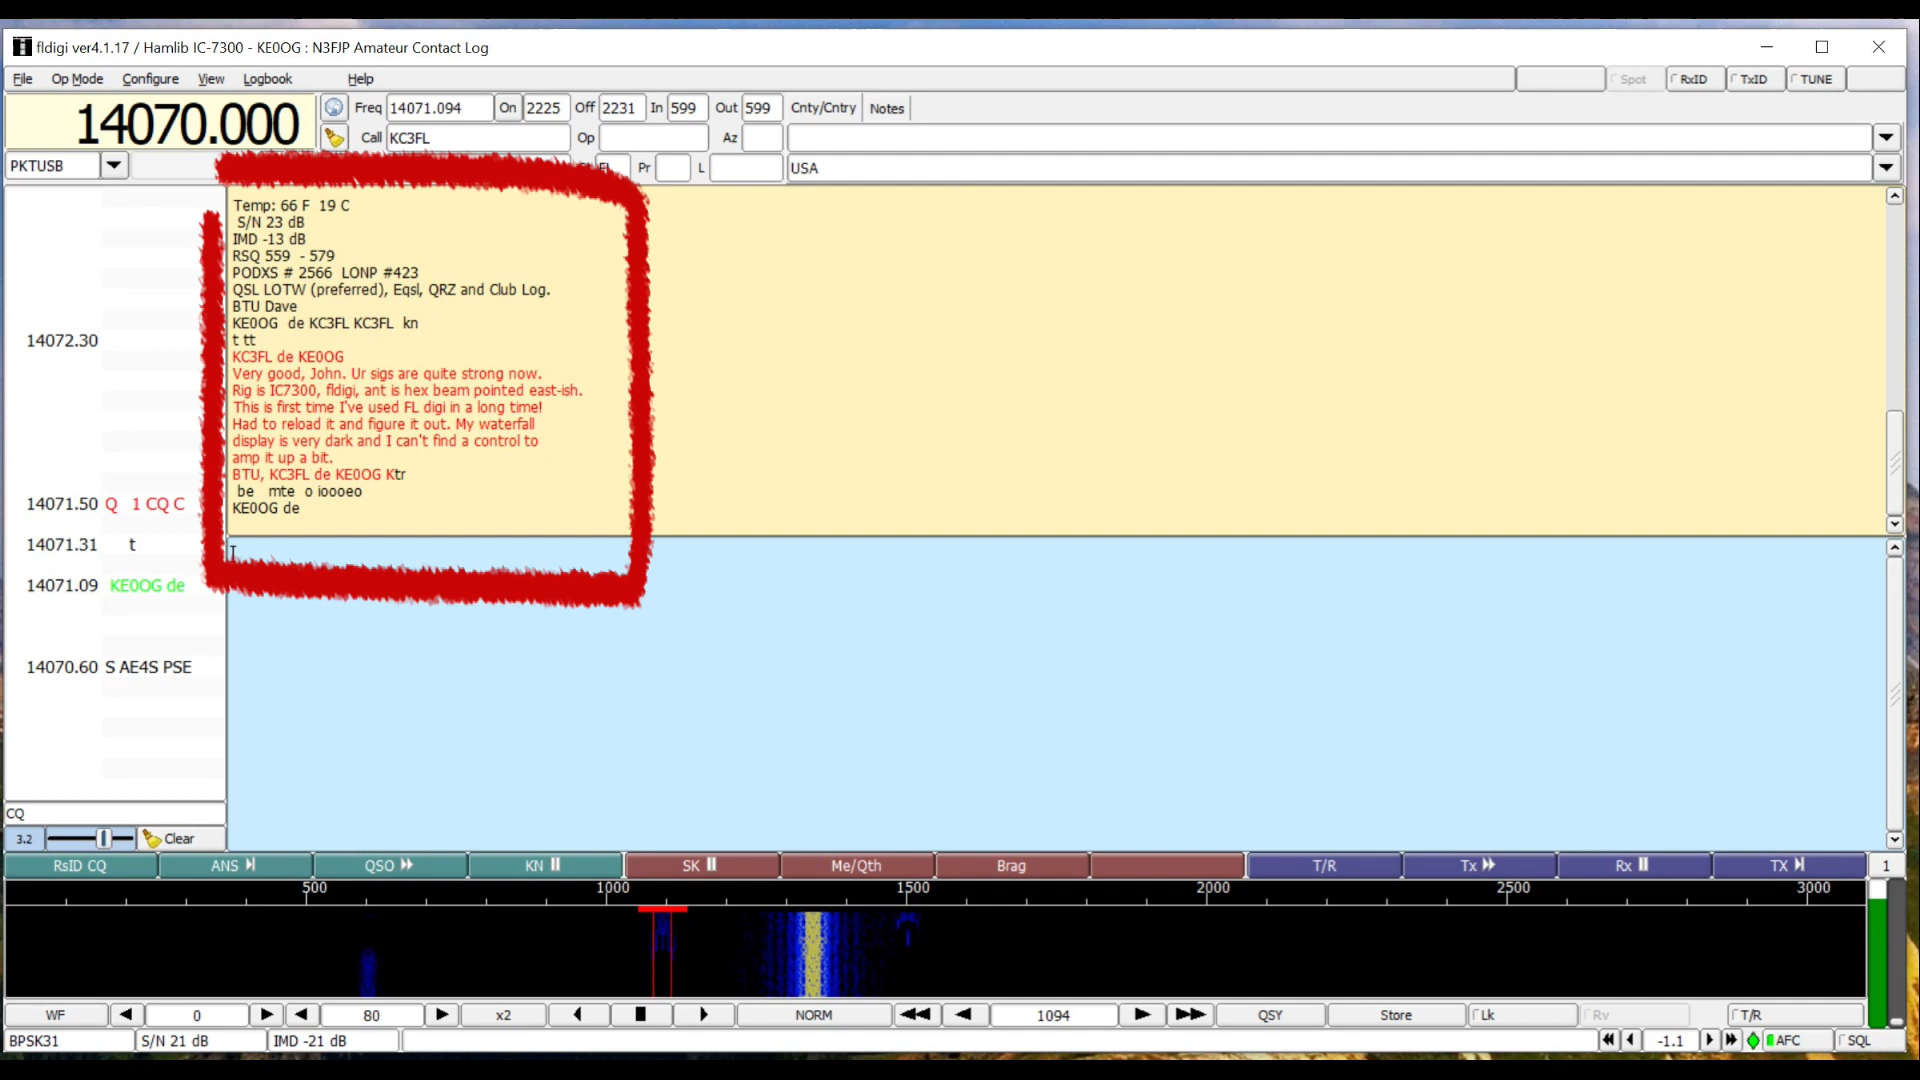 fldigi ver4.1.17 / Hamlib IC-7300 - KE0OG : N3FJP Amateur Contact Log
File Op Mode Configure View Logbook Help
Spot RxID TxID TUNE
14070.000
Freq 14071.094 On 2225 Off 2231 In 599 Out 599 Cnty/Cntry Notes
Call KC3FL Op Az
PKTUSB
FL Pr L USA
Temp: 66 F 19 C
S/N 23 dB
IMD -13 dB
RSQ 559 - 579
PODXS # 2566 LONP #423
QSL LOTW (preferred), Eqsl, QRZ and Club Log.
BTU Dave
KE0OG de KC3FL KC3FL kn
t tt
KC3FL de KE0OG
Very good, John. Ur sigs are quite strong now.
Rig is IC7300, fldigi, ant is hex beam pointed east-ish.
This is first time I've used FL digi in a long time!
Had to reload it and figure it out. My waterfall
display is very dark and I can't find a control to
amp it up a bit.
BTU, KC3FL de KE0OG Ktr
be mte o ioooeo
KE0OG de
14072.30
14071.50 Q 1 CQ C
14071.31 t
14071.09 KE0OG de
14070.60 S AE4S PSE
CQ
3.2 Clear
RsID CQ ANS QSO KN SK Me/Qth Brag T/R Tx Rx TX 1
500 1000 1500 2000 2500 3000
WF 0 80 x2 NORM 1094 QSY Store Lk Rv T/R
BPSK31 S/N 21 dB IMD -21 dB -1.1 AFC SQL